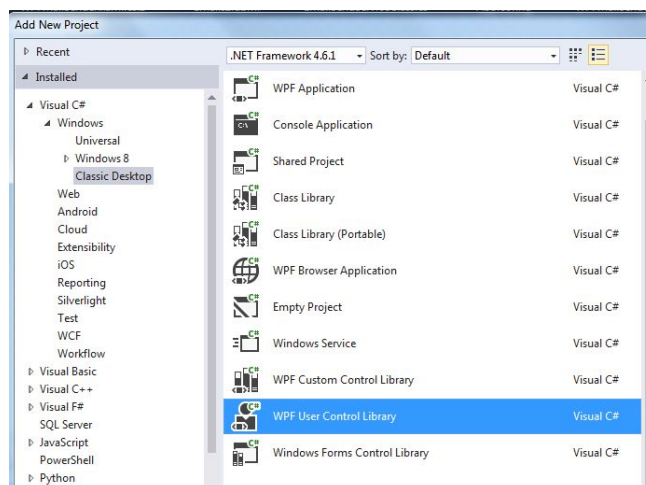 Add New Project
Recent
.NET Framework 4.6.1
Sort by: Default
Installed
Visual C#
Windows
Universal
Windows 8
Classic Desktop
Web
Android
Cloud
Extensibility
iOS
Reporting
Silverlight
Test
WCF
Workflow
Visual Basic
Visual C++
Visual F#
SQL Server
JavaScript
PowerShell
Python
WPF Application Visual C#
Console Application Visual C#
Shared Project Visual C#
Class Library Visual C#
Class Library (Portable) Visual C#
WPF Browser Application Visual C#
Empty Project Visual C#
Windows Service Visual C#
WPF Custom Control Library Visual C#
WPF User Control Library Visual C#
Windows Forms Control Library Visual C#